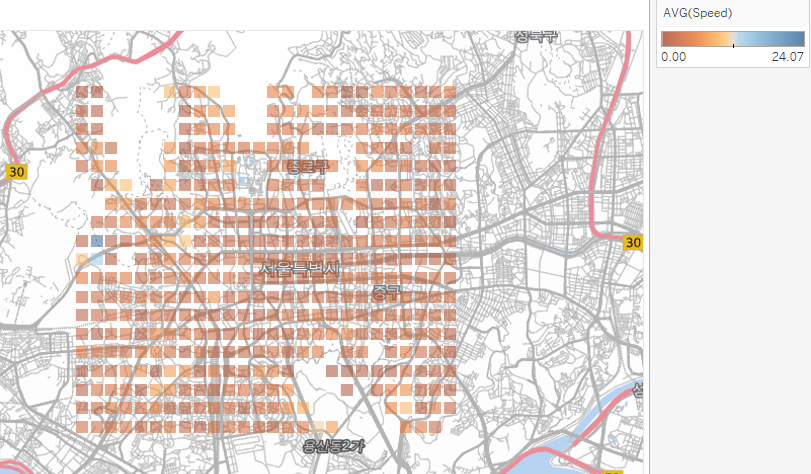 AVG(Speed)
0.00
24.07
성북구
30
종로구
30
서울특별시
중구
용산동2가